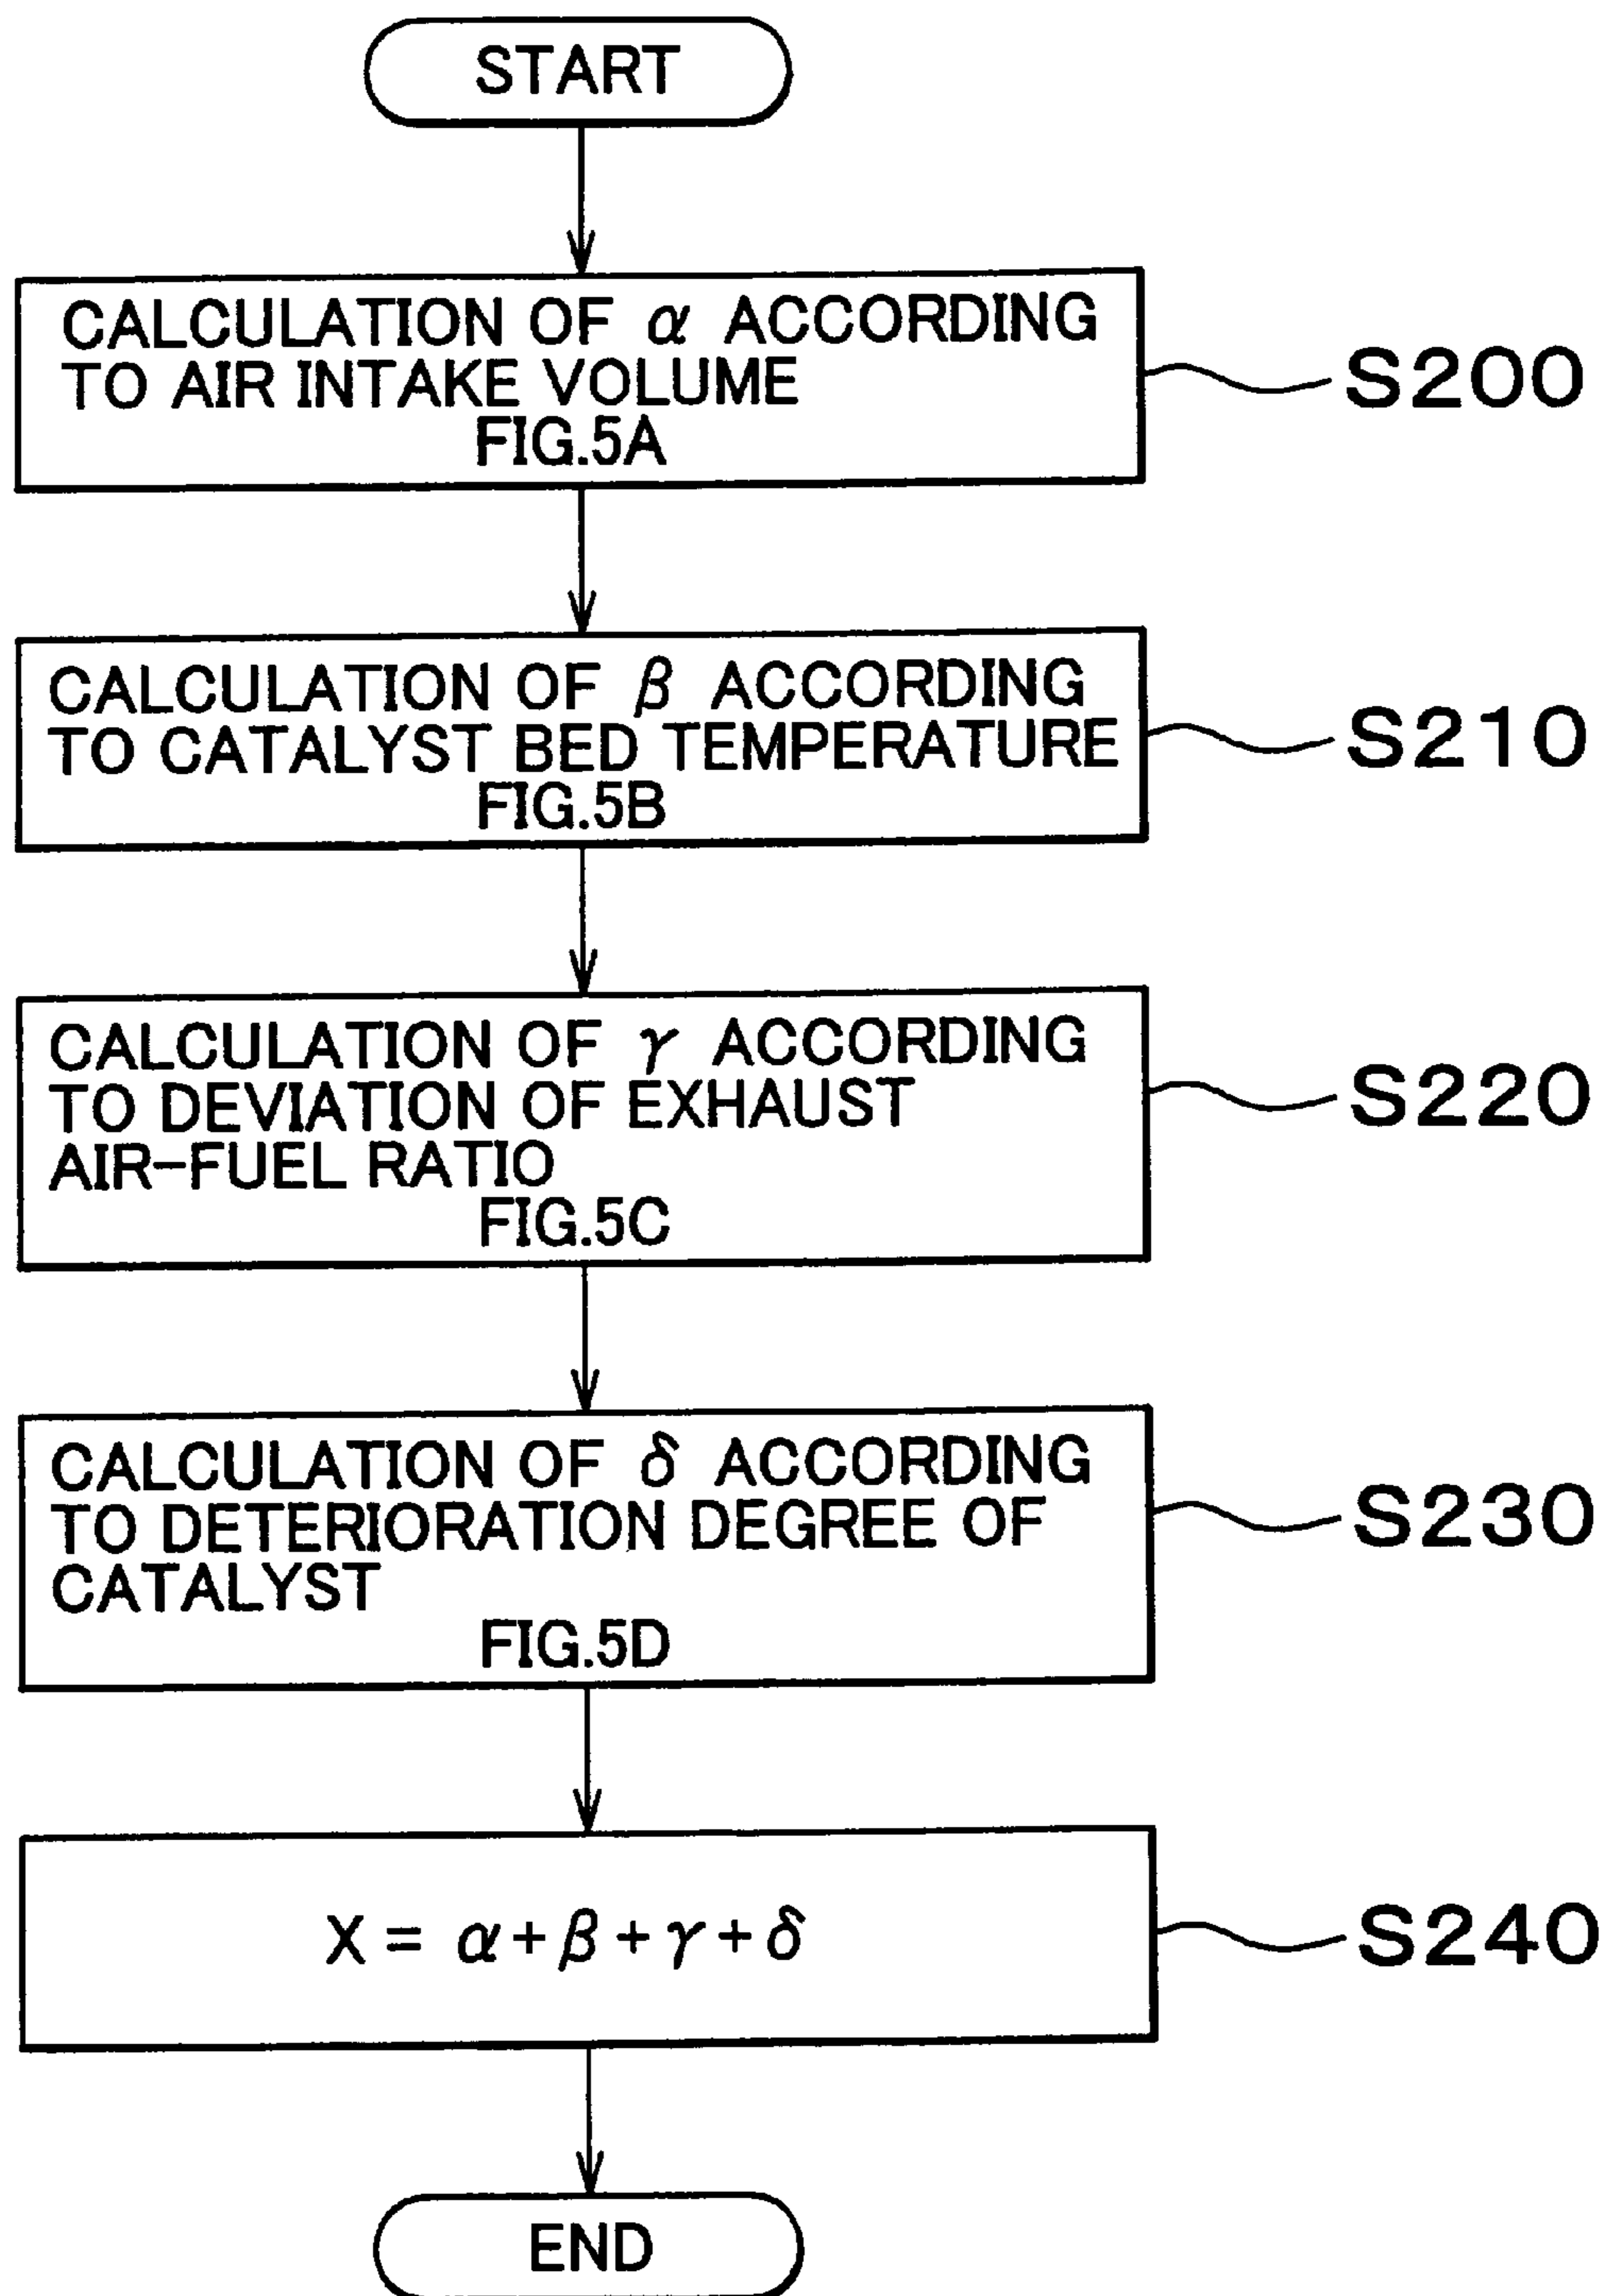 START
CALCULATION OF α ACCORDING
TO AIR INTAKE VOLUME
FIG.5A
S200
CALCULATION OF β ACCORDING
TO CATALYST BED TEMPERATURE
FIG.5B
S210
CALCULATION OF γ ACCORDING
TO DEVIATION OF EXHAUST
AIR-FUEL RATIO
FIG.5C
S220
CALCULATION OF δ ACCORDING
TO DETERIORATION DEGREE OF
CATALYST
FIG.5D
S230
X = α+β+γ+δ
S240
END